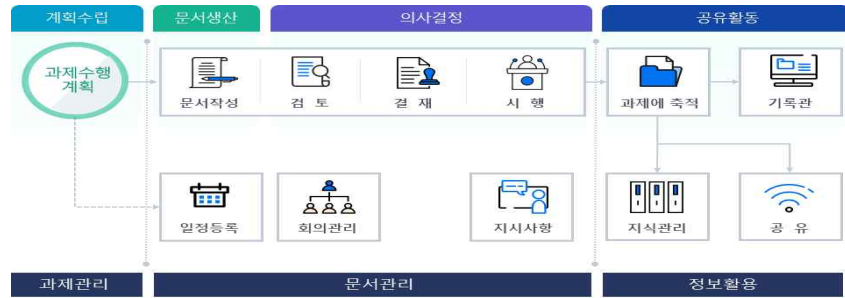 계획수립
문서생산
의사결정
공유활동
과제수행
계획
문서작성
검 토
결 재
시 행
과제에 축적
기록관
일정등록
회의관리
지시사항
지식관리
공 유
과제관리
문서관리
정보활용